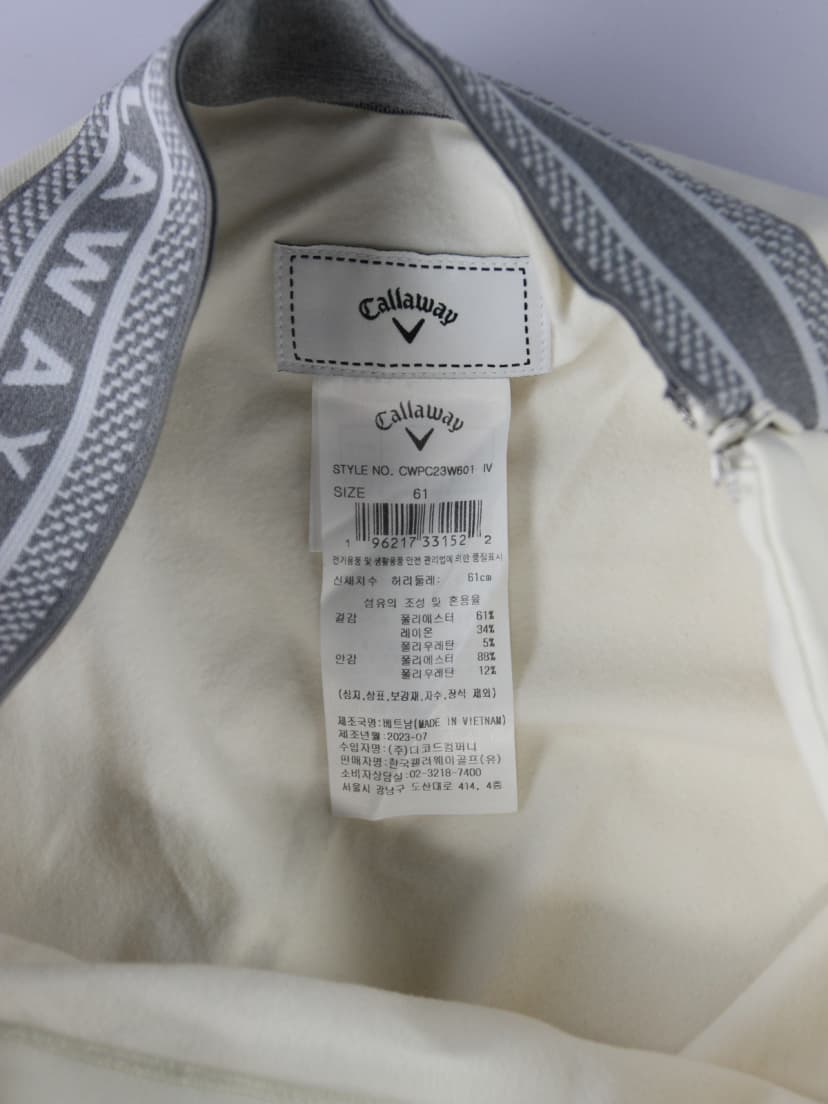 LAWAY
Callaway
Callaway
STYLE NO. CWPC23W601 IV
SIZE 61
1 96217 33152 2
전기용품 및 생활용품 안전 관리법에 의한 품질표시
신체치수 허리둘레: 61cm
섬유의 조성 및 혼용율
겉감 폴리에스터 61%
레이온 34%
폴리우레탄 5%
안감 폴리에스터 88%
폴리우레탄 12%
(심지,상표,보강재,자수,장식 제외)
제조국명:베트남(MADE IN VIETNAM)
제조년월:2023-07
수입자명:(주)디코드컴퍼니
판매자명:한국캘러웨이골프(유)
소비자상담실:02-3218-7400
서울시 강남구 도산대로 414, 4층